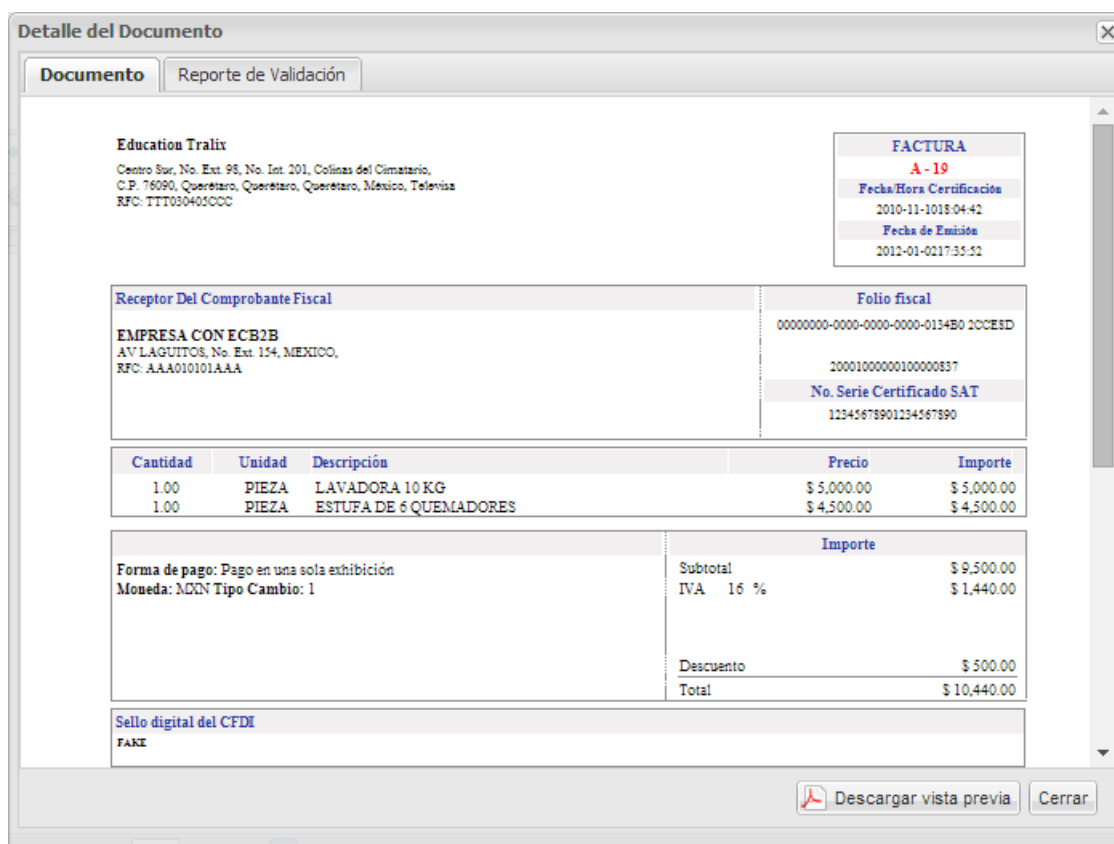 Detalle del Documento
Documento
Reporte de Validación
Education Tralix
Centro Sur, No. Ext. 98, No. Int. 201, Colinas del Cimatario,
C.P. 76090, Querétaro, Querétaro, Querétaro, México, Televisa
RFC: TTT030405CCC
FACTURA
A - 19
Fecha/Hora Certificación
2010-11-1018:04:42
Fecha de Emisión
2012-01-0217:35:52
Receptor Del Comprobante Fiscal
EMPRESA CON ECB2B
AV LAGUITOS, No. Ext. 154, MEXICO,
RFC: AAA010101AAA
Folio fiscal
00000000-0000-0000-0000-0134B0 2CCE8D
20001000000100000837
No. Serie Certificado SAT
12345678901234567890
Cantidad Unidad Descripción Precio Importe
1.00 PIEZA LAVADORA 10 KG $ 5,000.00 $ 5,000.00
1.00 PIEZA ESTUFA DE 6 QUEMADORES $ 4,500.00 $ 4,500.00
Forma de pago: Pago en una sola exhibición
Moneda: MXN Tipo Cambio: 1
Importe
Subtotal $ 9,500.00
IVA 16 % $ 1,440.00
Descuento $ 500.00
Total $ 10,440.00
Sello digital del CFDI
FAKE
Descargar vista previa
Cerrar